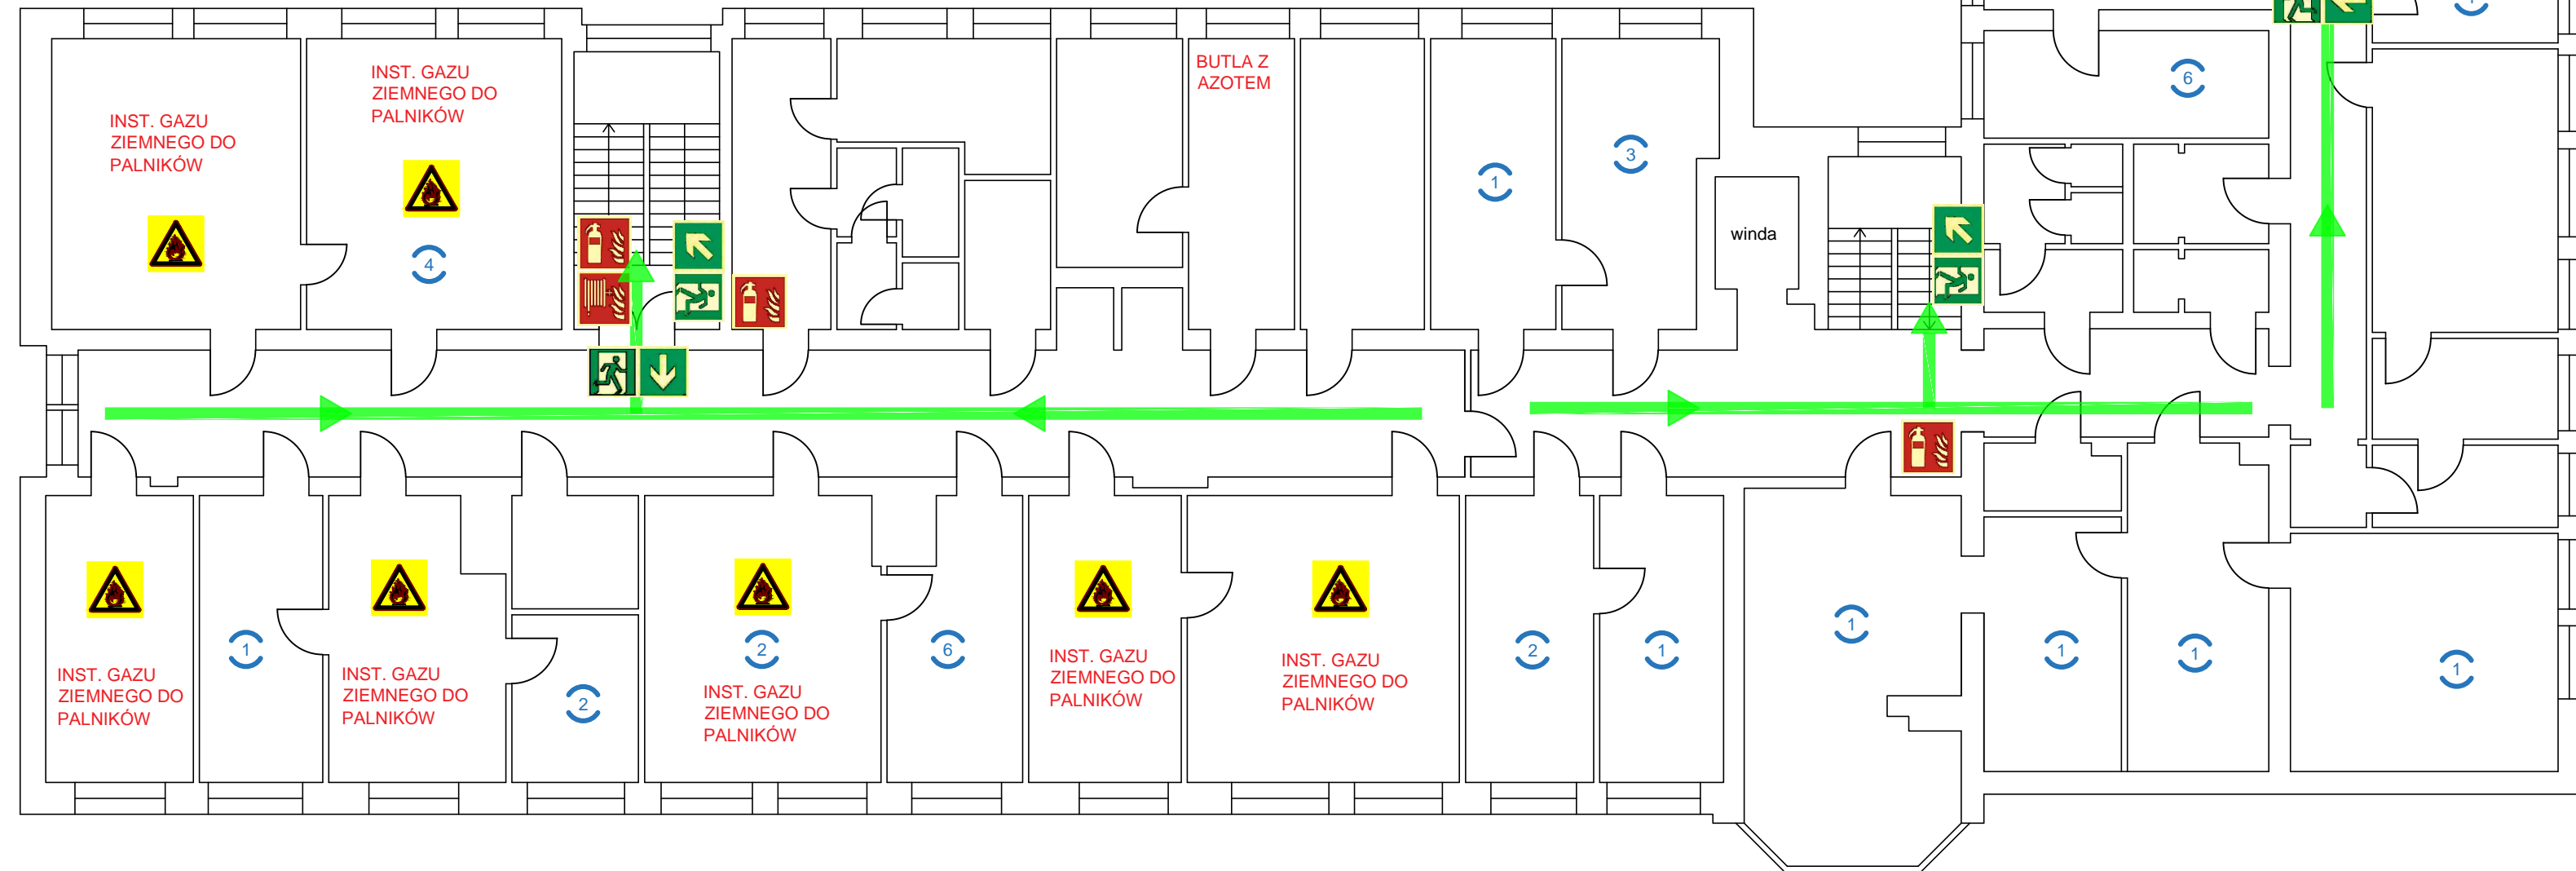 INST. GAZU
ZIEMNEGO DO
PALNIKÓW
INST. GAZU
ZIEMNEGO DO
PALNIKÓW
4
BUTLA Z
AZOTEM
1
3
winda
6
1
INST. GAZU
ZIEMNEGO DO
PALNIKÓW
1
INST. GAZU
ZIEMNEGO DO
PALNIKÓW
2
2
INST. GAZU
ZIEMNEGO DO
PALNIKÓW
6
INST. GAZU
ZIEMNEGO DO
PALNIKÓW
INST. GAZU
ZIEMNEGO DO
PALNIKÓW
2
1
1
1
1
1